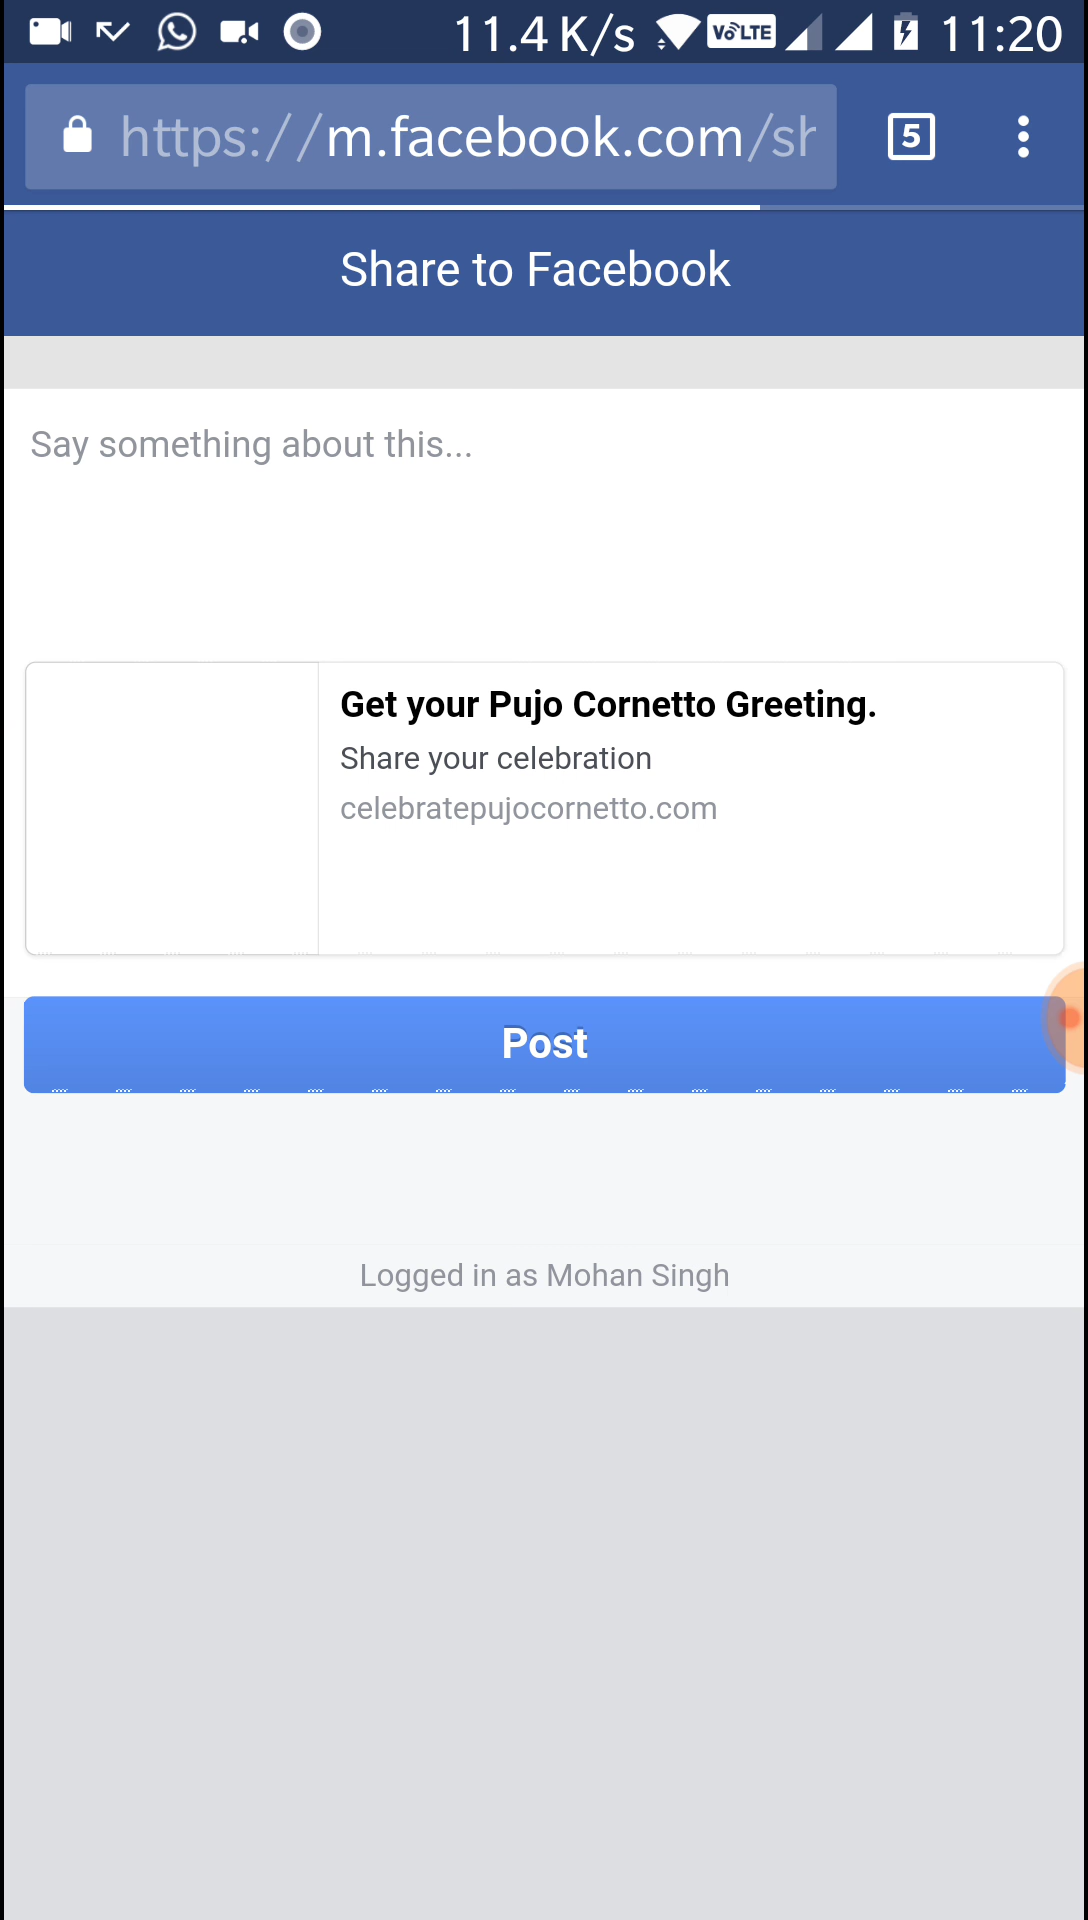 11.4 K/s VoLTE 11:20
https://m.facebook.com/sh 5
Share to Facebook
Say something about this...
Get your Pujo Cornetto Greeting.
Share your celebration
celebratepujocornetto.com
Post
Logged in as Mohan Singh